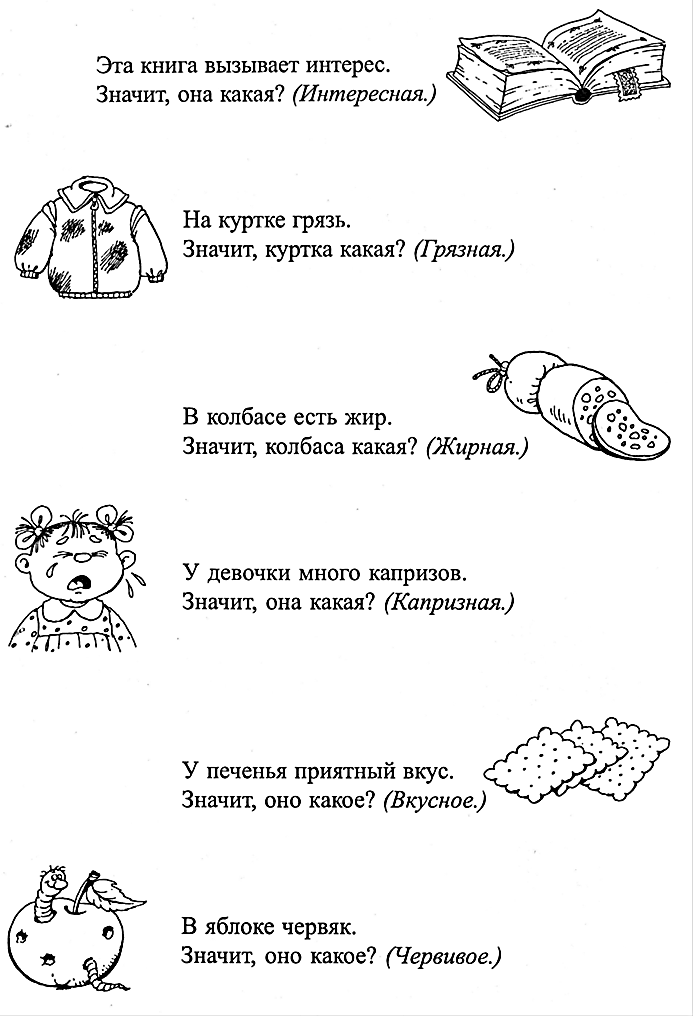 Эта книга вызывает интерес.
Значит, она какая? (Интересная.)
На куртке грязь.
Значит, куртка какая? (Грязная.)
В колбасе есть жир.
Значит, колбаса какая? (Жирная.)
У девочки много капризов.
Значит, она какая? (Капризная.)
У печенья приятный вкус.
Значит, оно какое? (Вкусное.)
В яблоке червяк.
Значит, оно какое? (Червивое.)